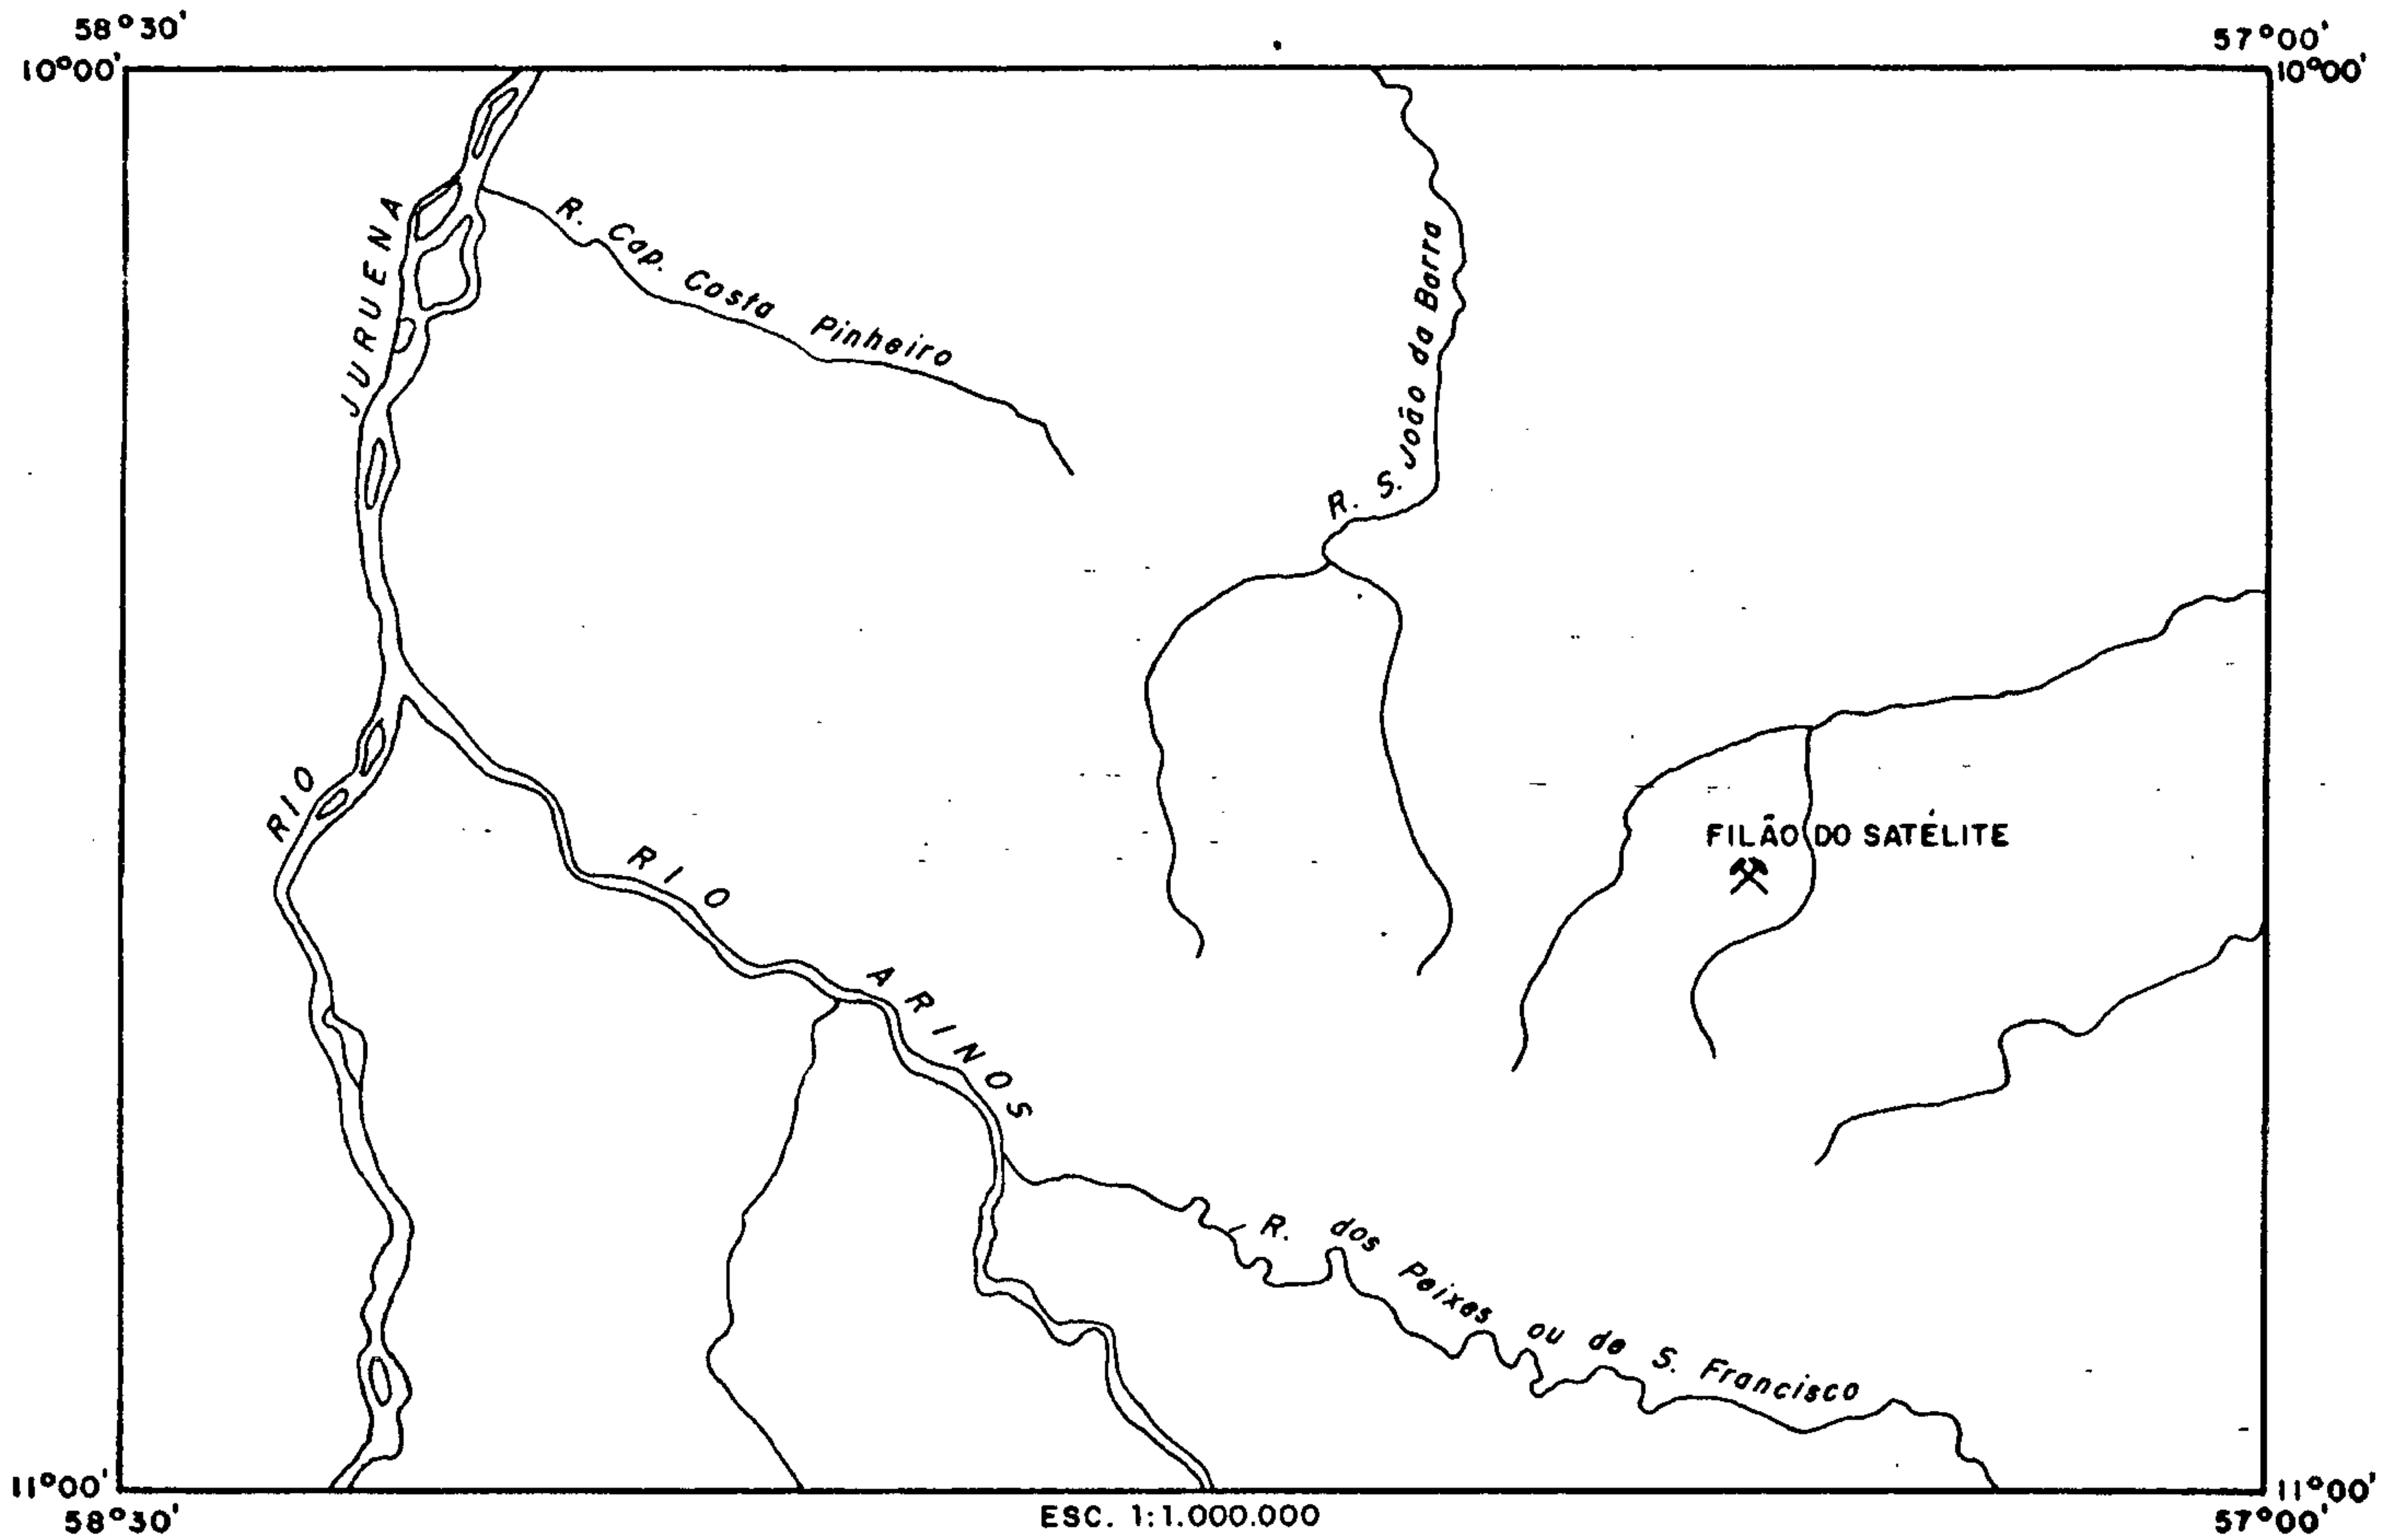 58°30'
57°00'
10°00'
10°00'
JURUENA
R. Cap. Costa Pinheiro
R. S. João da Barra
RIO
FILÃO DO SATÉLITE
RIO ARINOS
R. dos Peixes ou de S. Francisco
11°00'
11°00'
58°30'
ESC. 1:1.000.000
57°00'